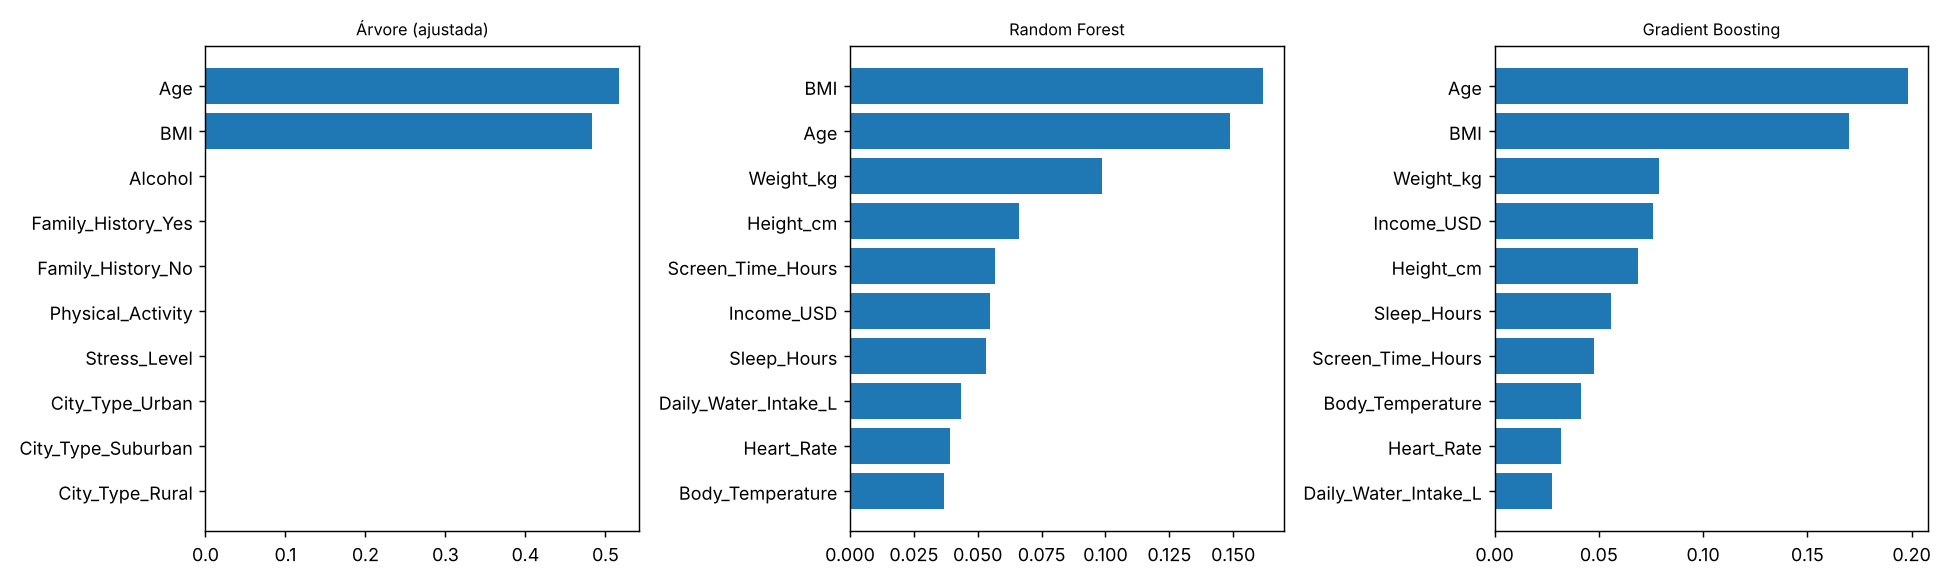 Árvore (ajustada)
Age
BMI
Alcohol
Family_History_Yes
Family_History_No
Physical_Activity
Stress_Level
City_Type_Urban
City_Type_Suburban
City_Type_Rural
0.0 0.1 0.2 0.3 0.4 0.5
Random Forest
BMI
Age
Weight_kg
Height_cm
Screen_Time_Hours
Income_USD
Sleep_Hours
Daily_Water_Intake_L
Heart_Rate
Body_Temperature
0.000 0.025 0.050 0.075 0.100 0.125 0.150
Gradient Boosting
Age
BMI
Weight_kg
Income_USD
Height_cm
Sleep_Hours
Screen_Time_Hours
Body_Temperature
Heart_Rate
Daily_Water_Intake_L
0.00 0.05 0.10 0.15 0.20